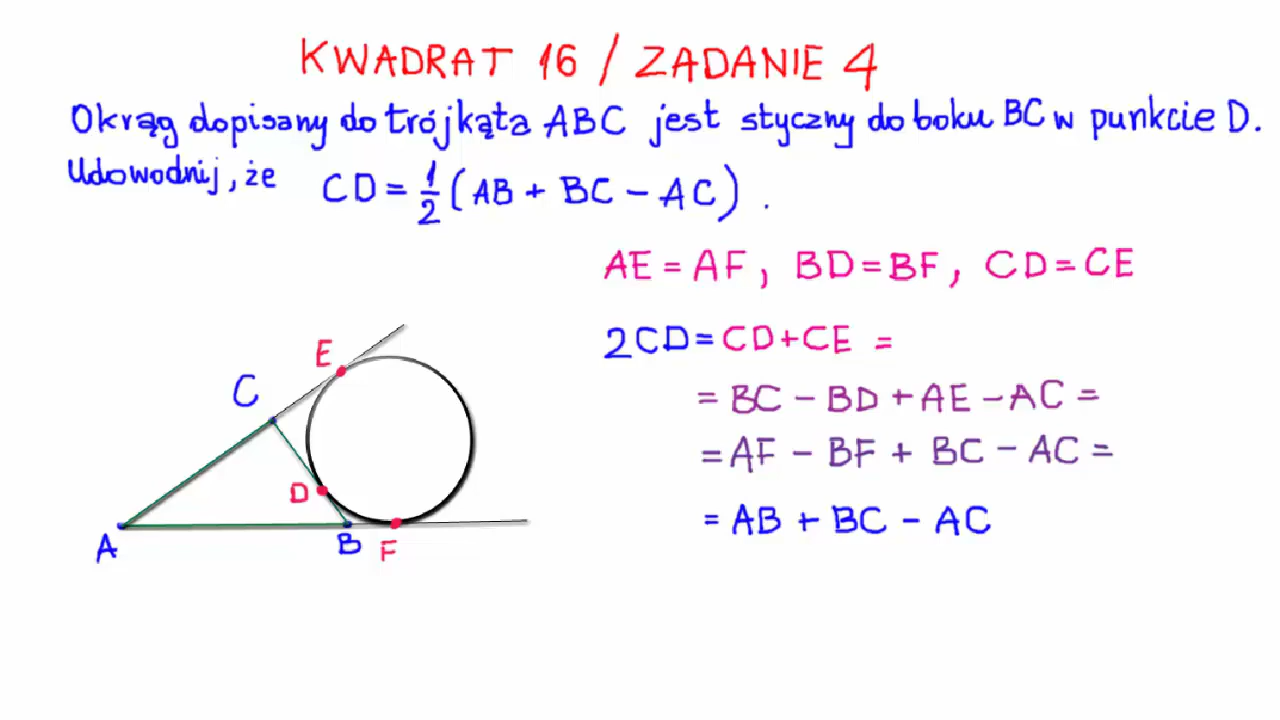 KWADRAT 16 / ZADANIE 4
Okrąg dopisany do trójkąta ABC jest styczny do boku BC w punkcie D.
Udowodnij, że CD = 1/2 (AB + BC - AC).
AE = AF, BD = BF, CD = CE
2CD = CD + CE =
= BC - BD + AE - AC =
= AF - BF + BC - AC =
= AB + BC - AC
E
C
D
A
B
F